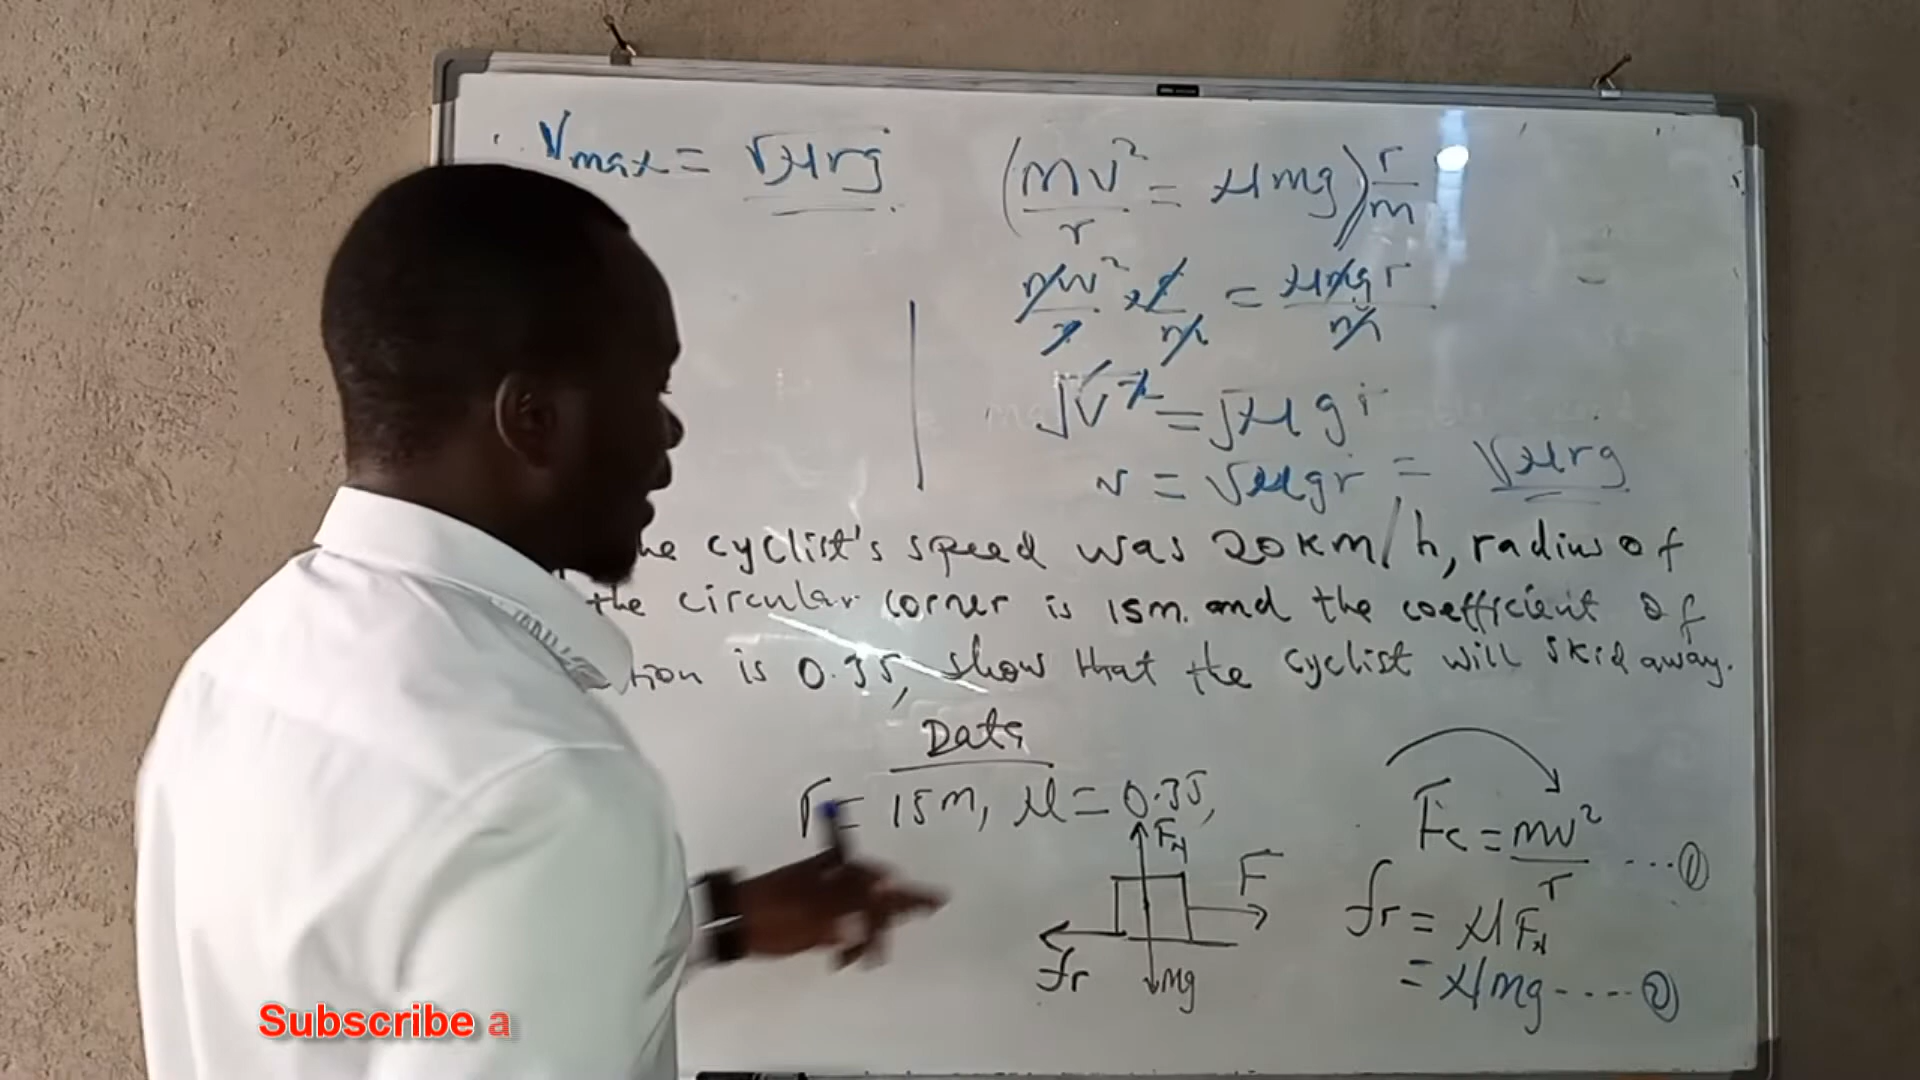 Vmax = √μrg
(mv²/r = μmg) r/m
mv²/r × r/m = μmgr/m
√v² = √μgr
v = √μgr = √μrg
he cyclist's speed was 20km/h, radius of
the circular corner is 15m. and the coefficient of
tion is 0.35, show that the cyclist will skid away.
Data
r = 15m, μ = 0.35,
FN
F
fr
mg
Fc = mv²/r ....①
fr = μFN
= μmg ....②
Subscribe a